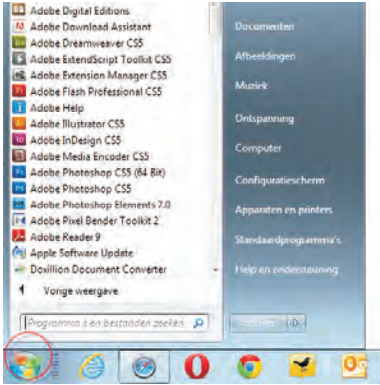 Adobe Digital Editions
Adobe Download Assistant
Adobe Dreamweaver CS5
Adobe ExtendScript Toolkit CS5
Adobe Extension Manager CS5
Adobe Flash Professional CS5
Adobe Help
Adobe Illustrator CS5
Adobe InDesign CS5
Adobe Media Encoder CS5
Adobe Photoshop CS5 (64 Bit)
Adobe Photoshop CS5
Adobe Photoshop Elements 7.0
Adobe Pixel Bender Toolkit 2
Adobe Reader 9
Apple Software Update
Doxillion Document Converter
Vorige weergave
Programma's en bestanden zoeken
Documenten
Afbeeldingen
Muziek
Ontspanning
Computer
Configuratiescherm
Apparaten en printers
Standaardprogramma's
Help en ondersteuning